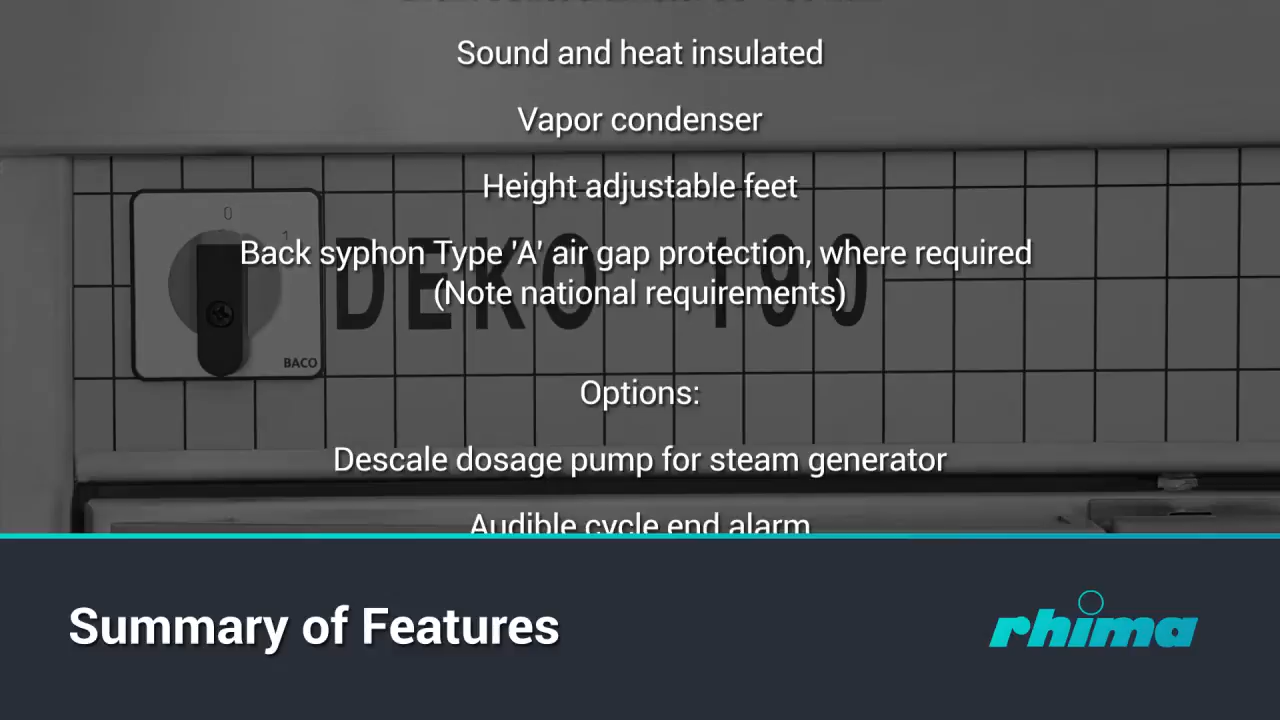 Sound and heat insulated
Vapor condenser
Height adjustable feet
0
1
Back syphon Type 'A' air gap protection, where required
(Note national requirements)
DEKO 190
BACO
Options:
Descale dosage pump for steam generator
Audible cycle end alarm
Summary of Features
rhima